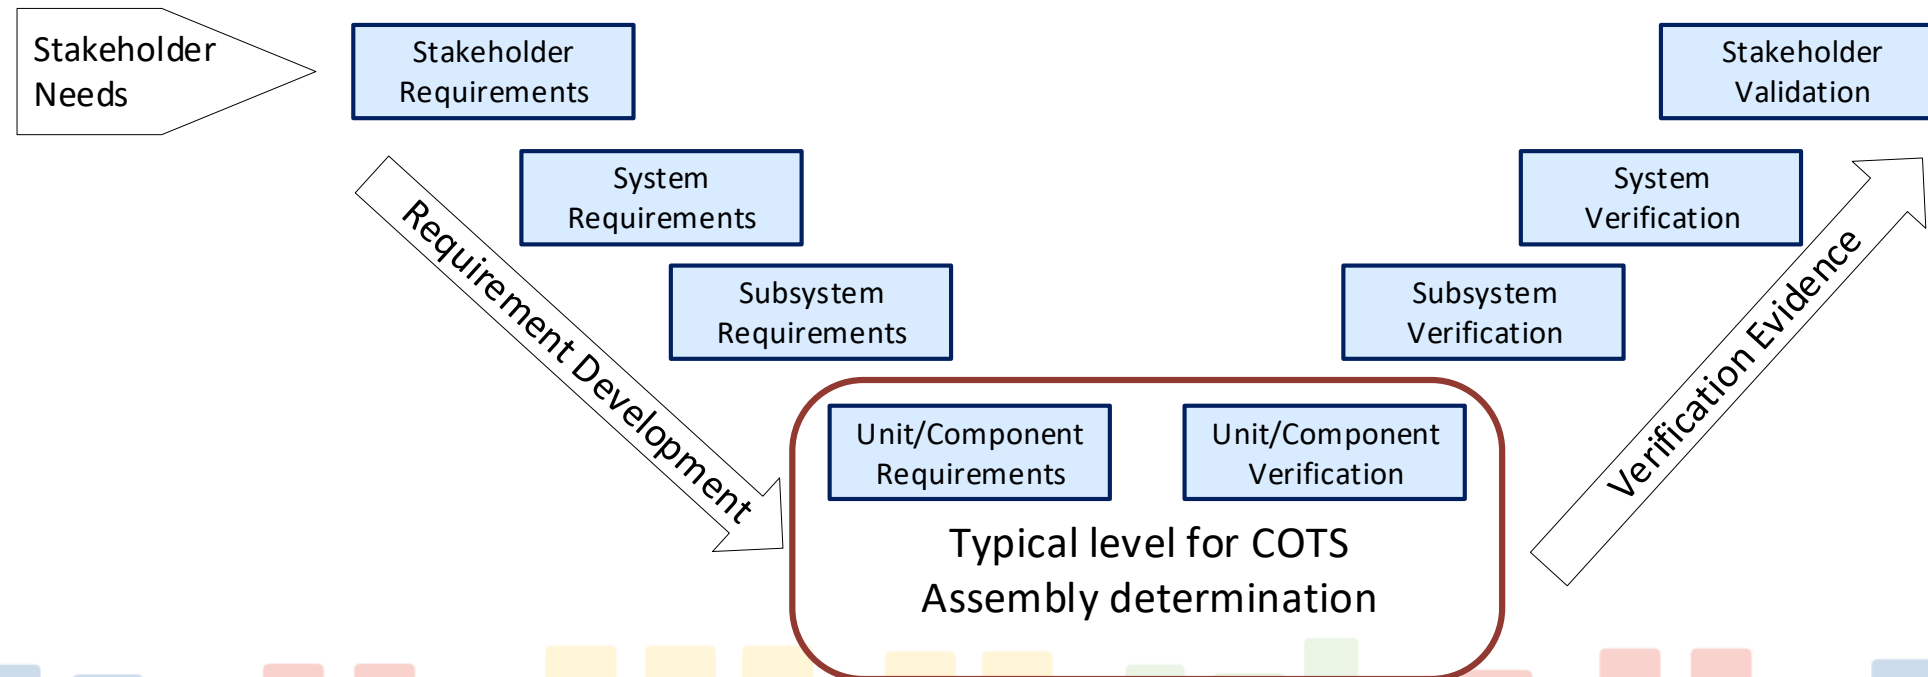 Stakeholder
Needs
Stakeholder
Requirements
Stakeholder
Validation
System
Requirements
System
Verification
Requirement Development
Subsystem
Requirements
Subsystem
Verification
Verification Evidence
Unit/Component
Requirements
Unit/Component
Verification
Typical level for COTS
Assembly determination